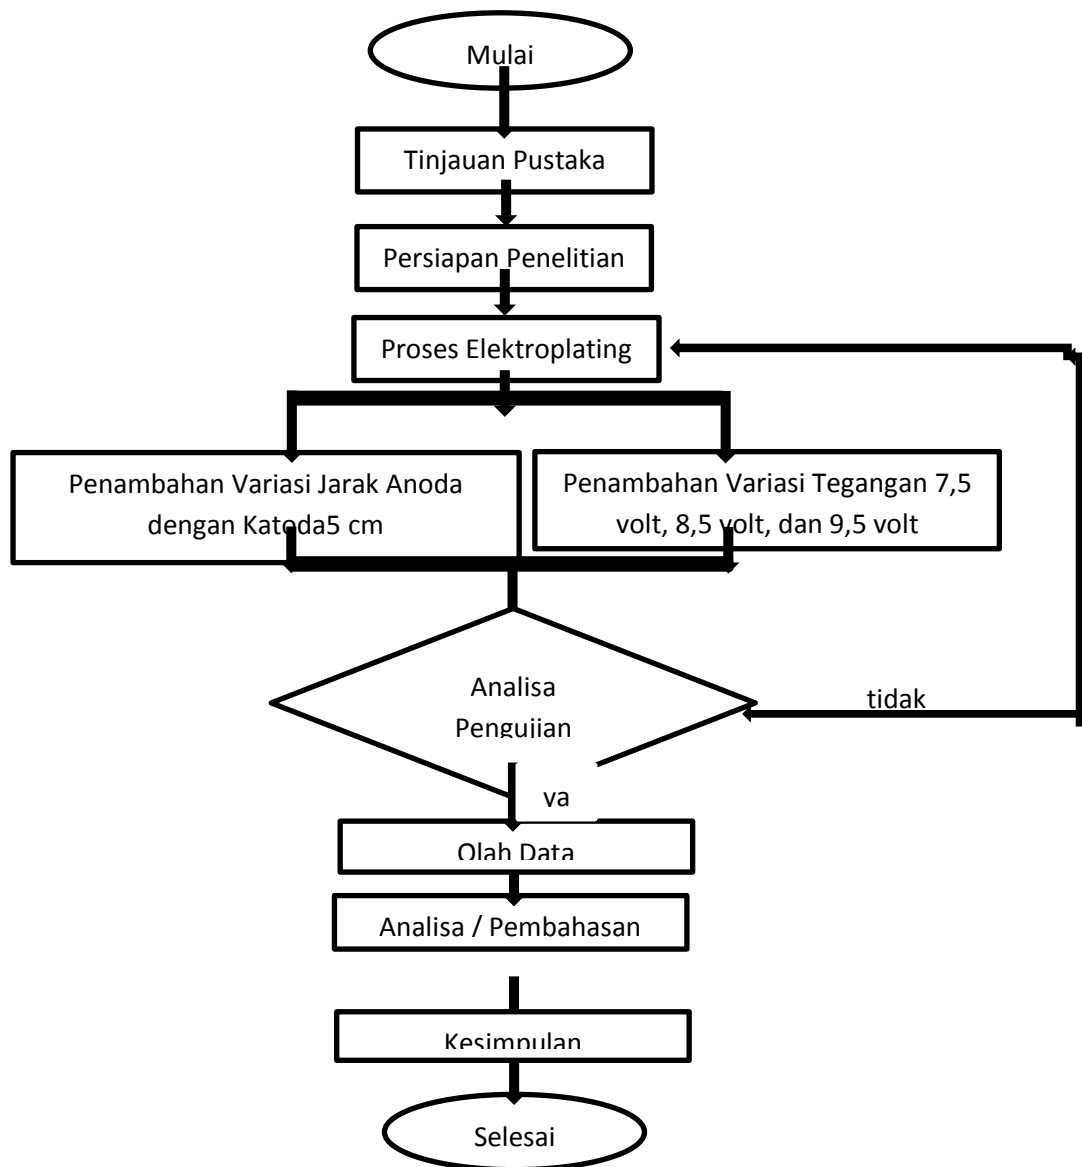 Mulai
Tinjauan Pustaka
Persiapan Penelitian
Proses Elektroplating
Penambahan Variasi Jarak Anoda
dengan Katoda5 cm
Penambahan Variasi Tegangan 7,5
volt, 8,5 volt, dan 9,5 volt
Analisa
Pengujian
tidak
ya
Olah Data
Analisa / Pembahasan
Kesimpulan
Selesai